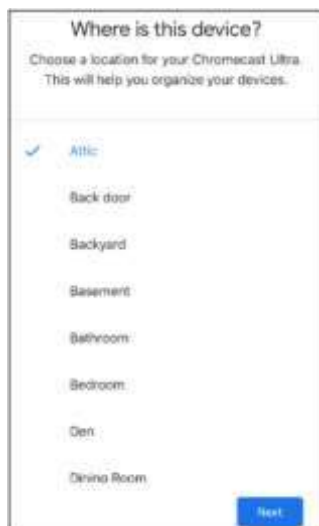 Where is this device?
Choose a location for your Chromecast Ultra.
This will help you organize your devices.
Attic
Back door
Backyard
Basement
Bathroom
Bedroom
Den
Dining Room
Next